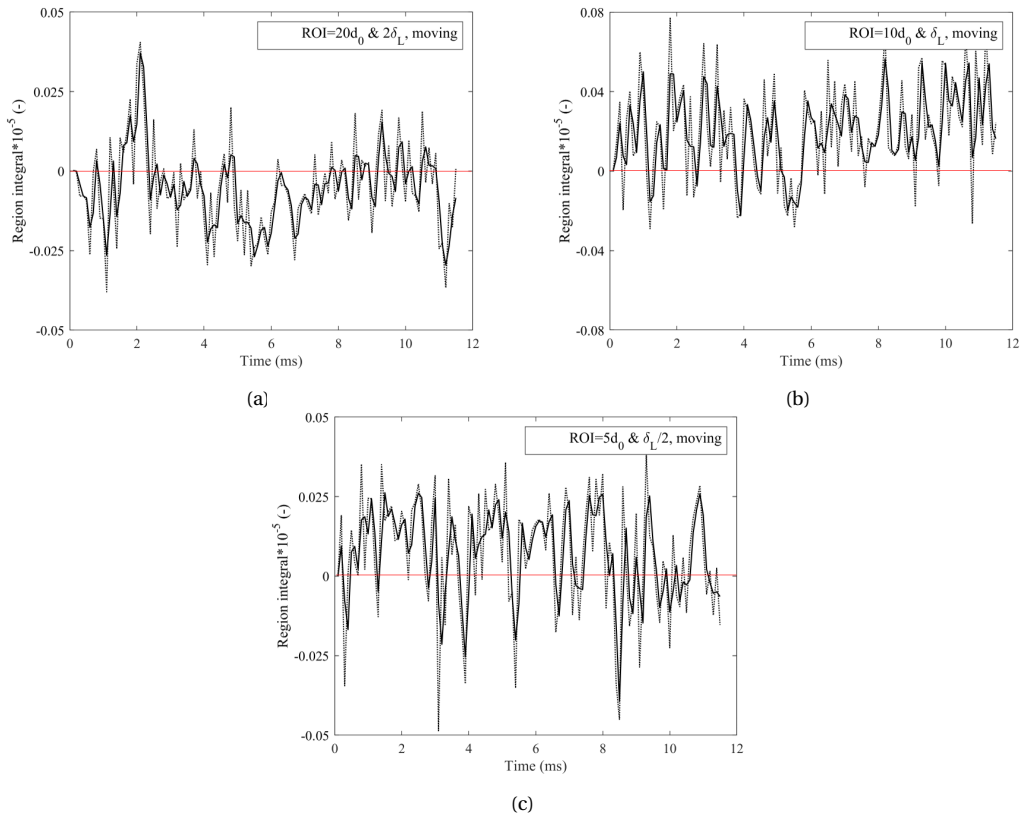 ROI=20d0 & 2δL, moving
Region integral*10^-5 (-)
0.05
0.025
0
-0.025
-0.05
0 2 4 6 8 10 12
Time (ms)
(a)
ROI=10d0 & δL, moving
Region integral*10^-5 (-)
0.08
0.04
0
-0.04
-0.08
0 2 4 6 8 10 12
Time (ms)
(b)
ROI=5d0 & δL/2, moving
Region integral*10^-5 (-)
0.05
0.025
0
-0.025
-0.05
0 2 4 6 8 10 12
Time (ms)
(c)